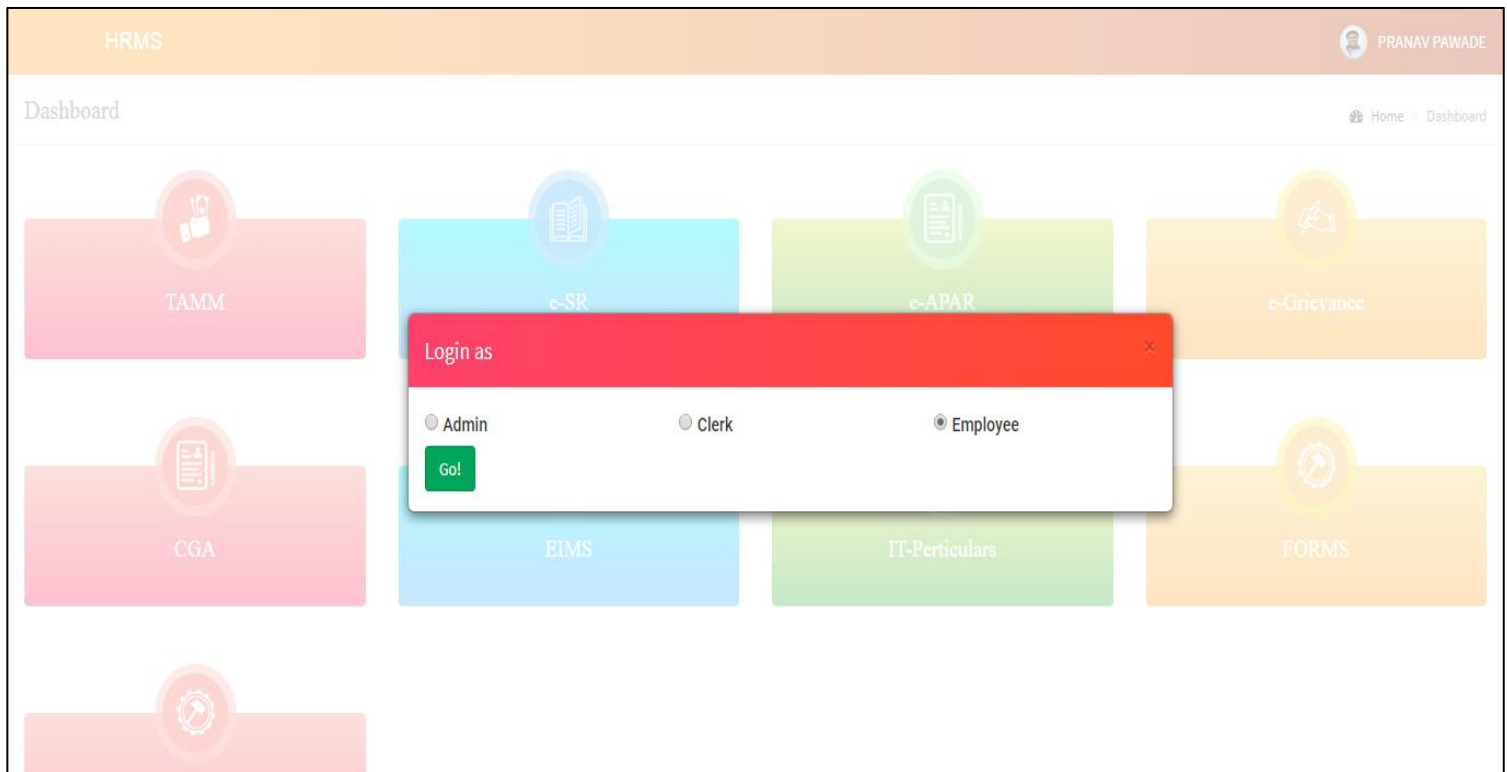 HRMS
PRANAV PAWADE
Dashboard
Home > Dashboard
TAMM
e-SR
e-APAR
e-Grievance
Login as
x
Admin
Clerk
Employee
Go!
CGA
EIMS
IT-Perticulars
FORMS